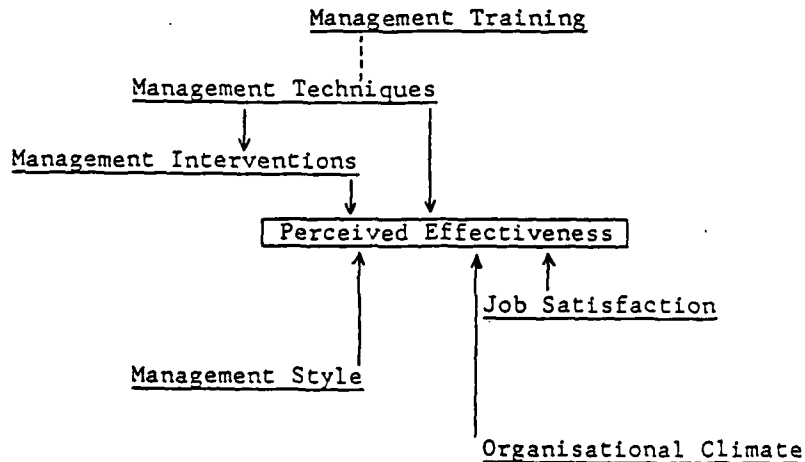 Management Training
Management Techniques
Management Interventions
Perceived Effectiveness
Job Satisfaction
Management Style
Organisational Climate